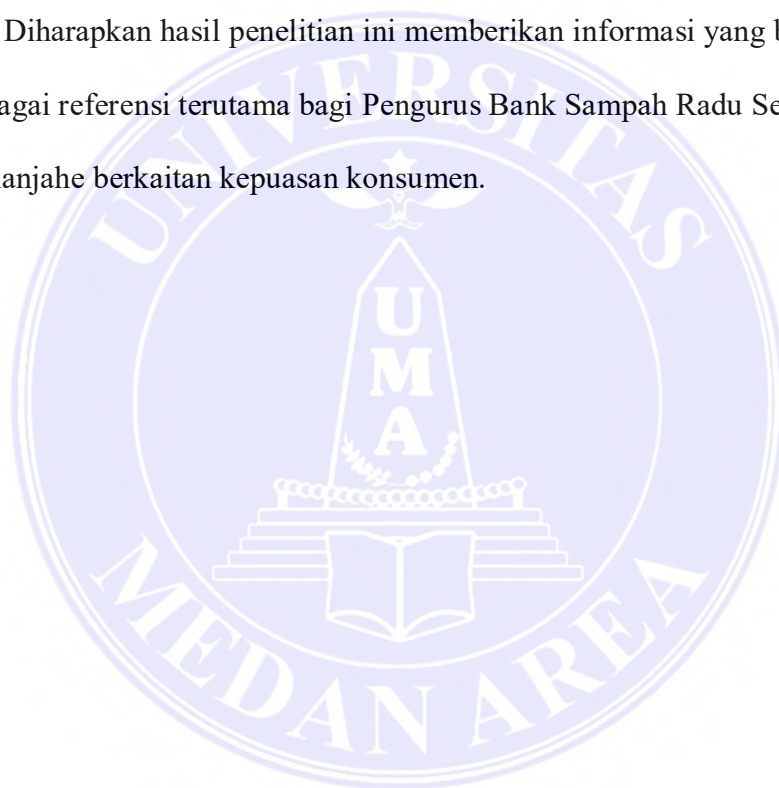 Diharapkan hasil penelitian ini memberikan informasi yang
agai referensi terutama bagi Pengurus Bank Sampah Radu Se
anjahe berkaitan kepuasan konsumen.
UNIVERSITAS
UMA
MEDAN AREA